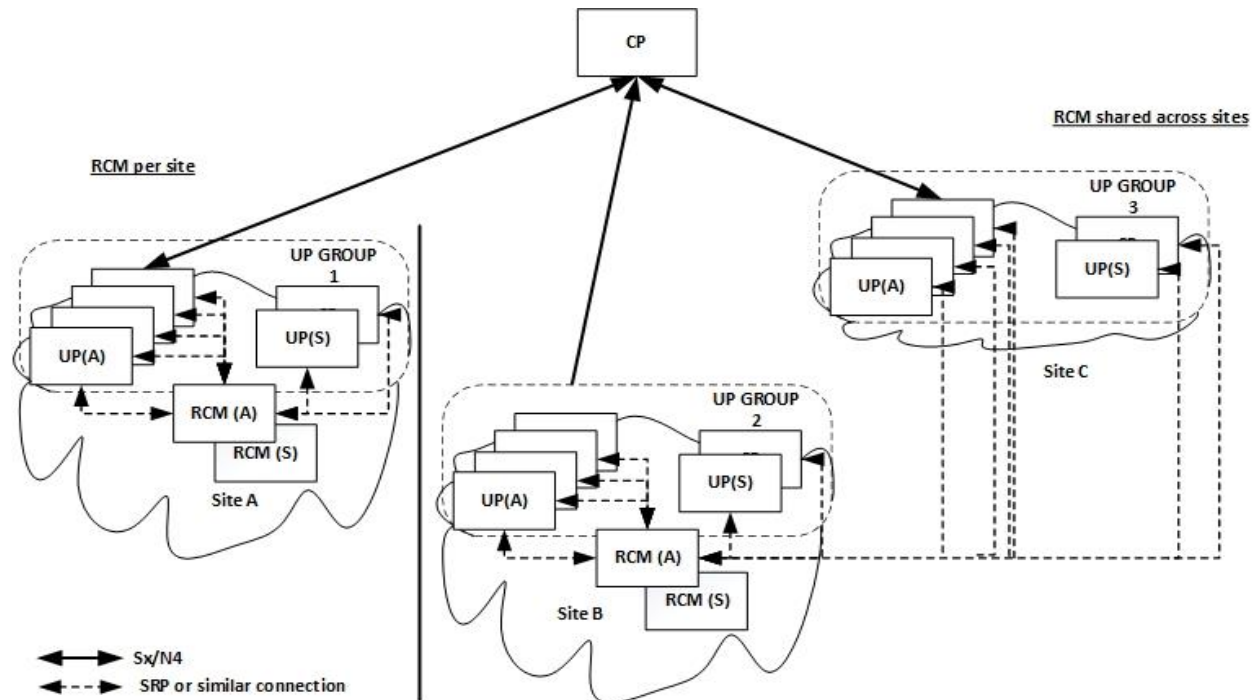 CP
RCM shared across sites
RCM per site
UP GROUP
3
UP(S)
UP(A)
Site C
UP GROUP
1
UP(S)
UP(A)
RCM (A)
RCM (S)
Site A
UP GROUP
2
UP(S)
UP(A)
RCM (A)
RCM (S)
Site B
Sx/N4
SRP or similar connection